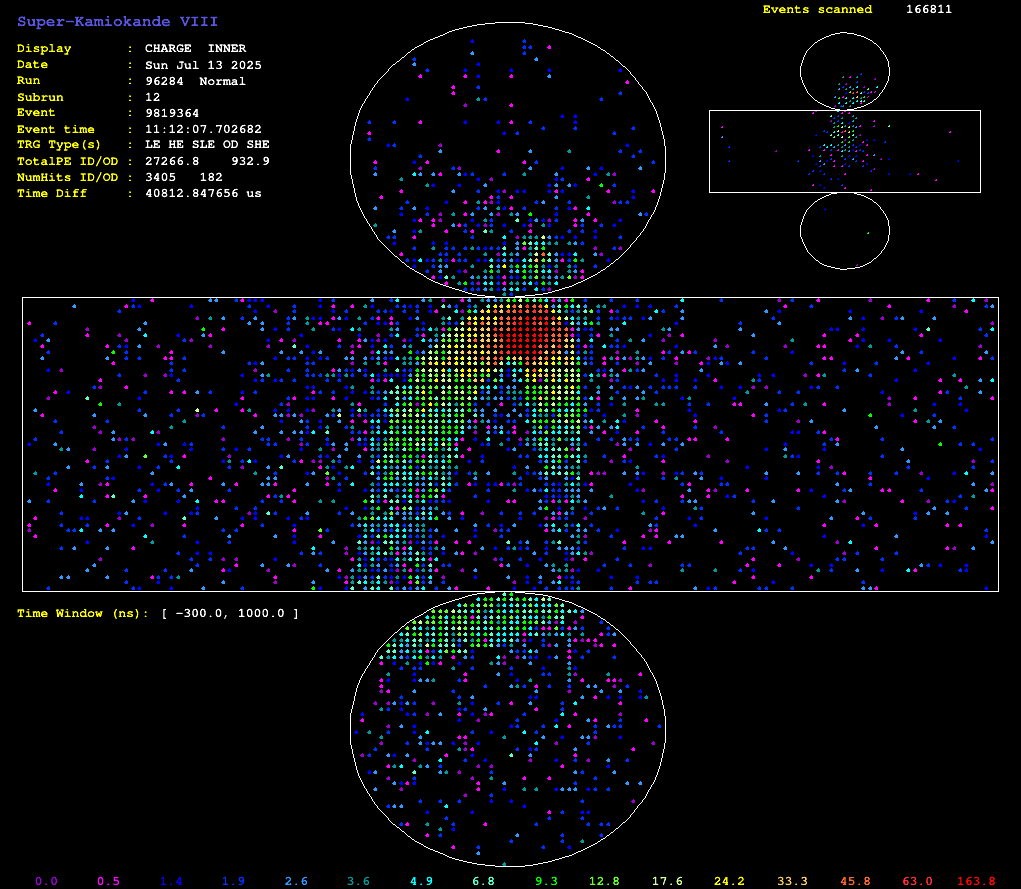 Super-Kamiokande VIII
Display : CHARGE INNER
Date : Sun Jul 13 2025
Run : 96284 Normal
Subrun : 12
Event : 9819364
Event time : 11:12:07.702682
TRG Type(s) : LE HE SLE OD SHE
TotalPE ID/OD : 27266.8 932.9
NumHits ID/OD : 3405 182
Time Diff : 40812.847656 us
Events scanned 166811
Time Window (ns): [ -300.0, 1000.0 ]
0.0 0.5 1.4 1.9 2.6 3.6 4.9 6.8 9.3 12.8 17.6 24.2 33.3 45.8 63.0 163.8